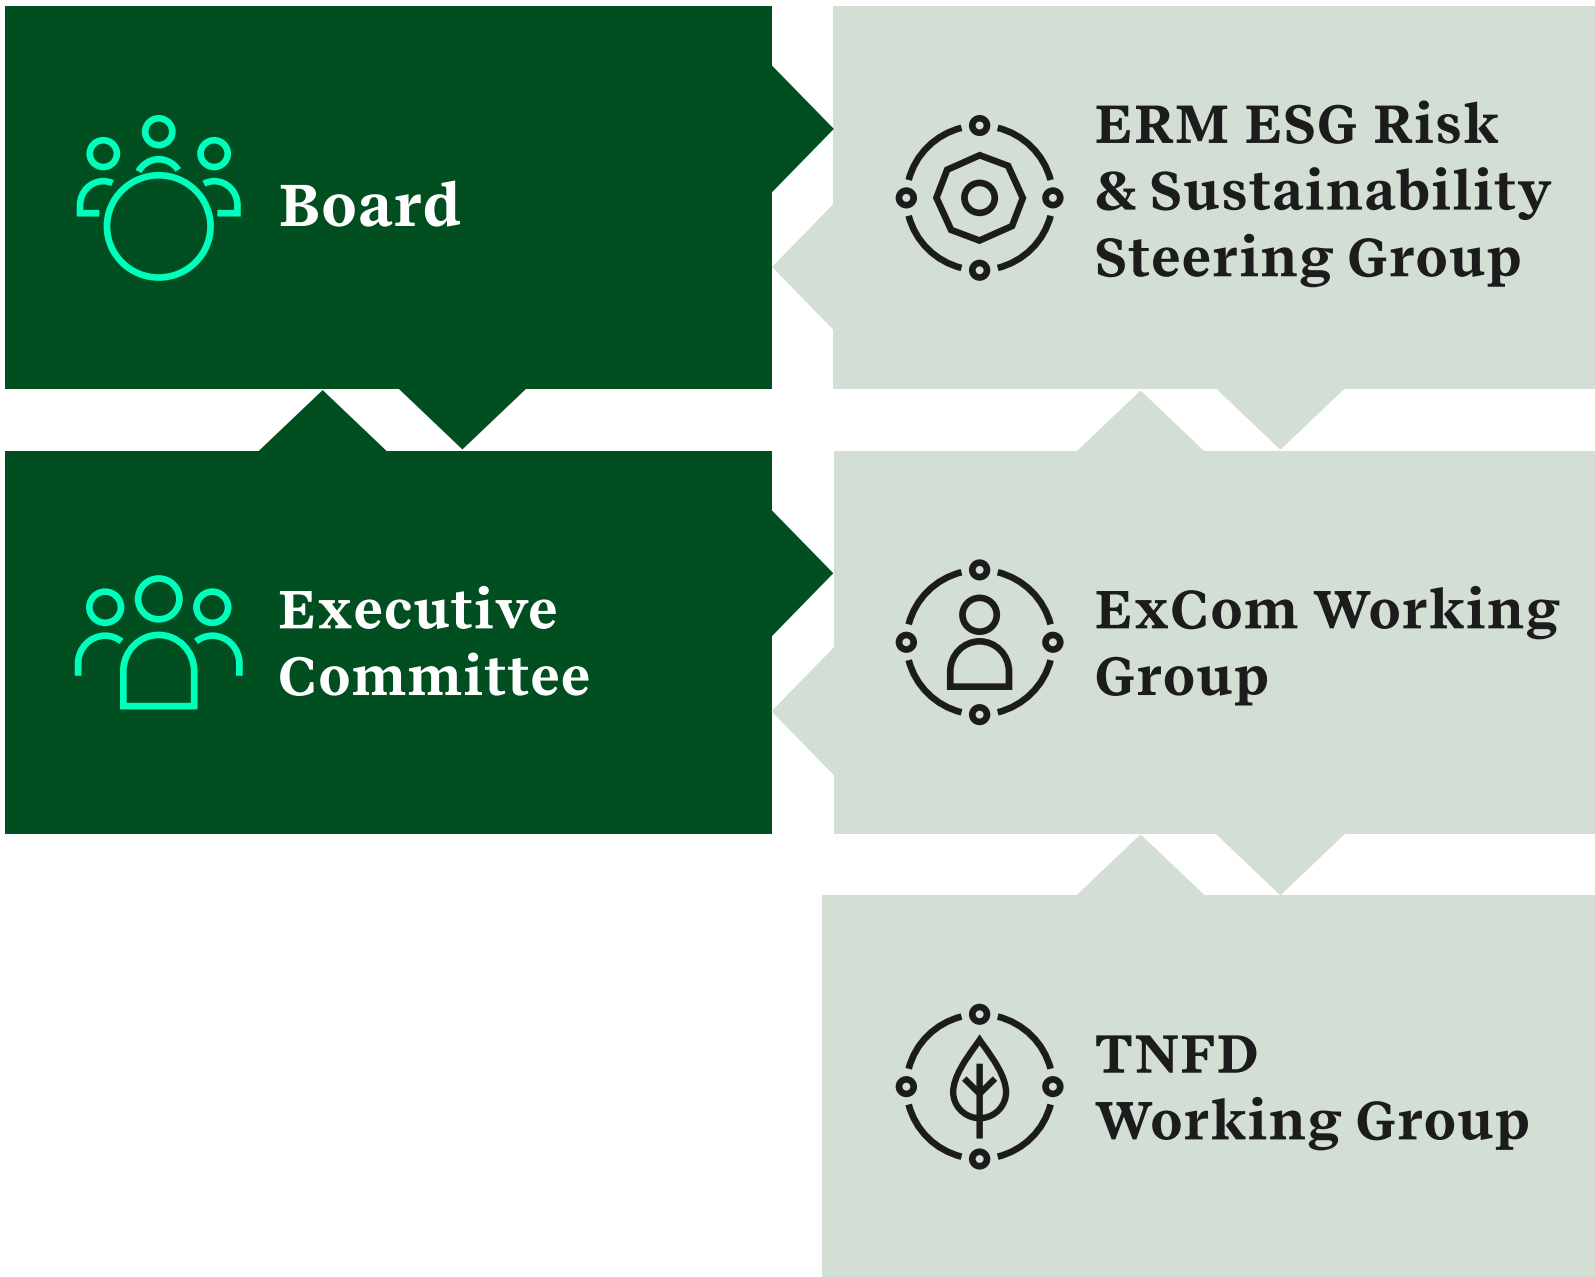 Board
ERM ESG Risk
& Sustainability
Steering Group
Executive
Committee
ExCom Working
Group
TNFD
Working Group